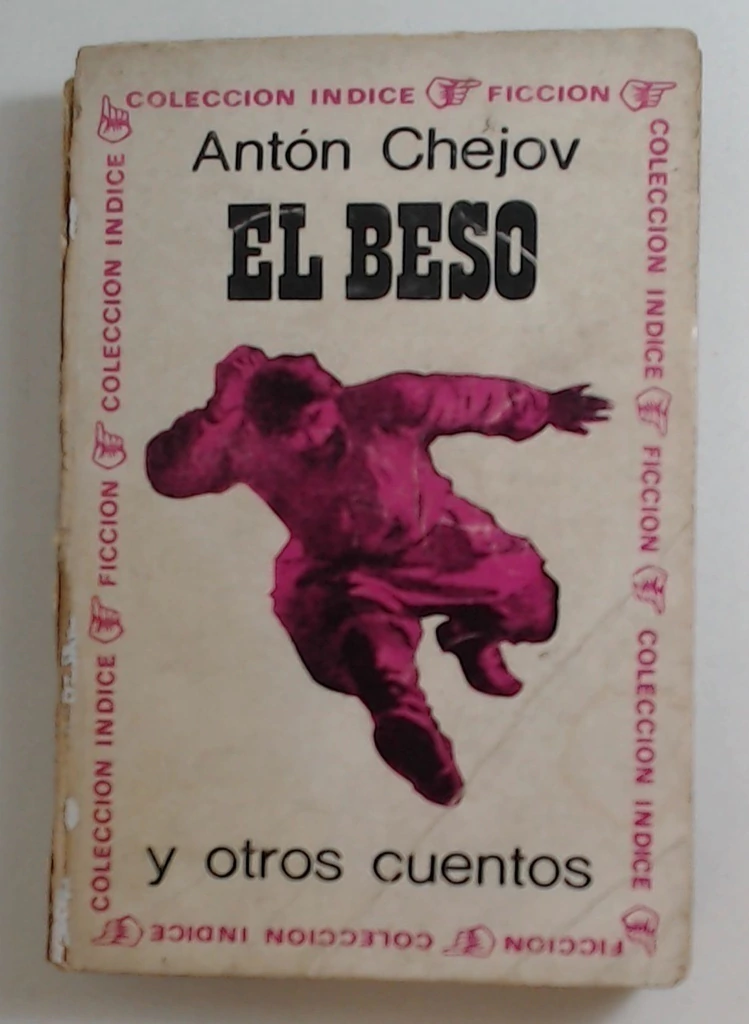 COLECCION INDICE FICCION
Antón Chejov
EL BESO
y otros cuentos
COLECCION INDICE FICCION COLECCION INDICE
FICCION COLECCION INDICE
COLECCION INDICE FICCION COLECCION INDICE